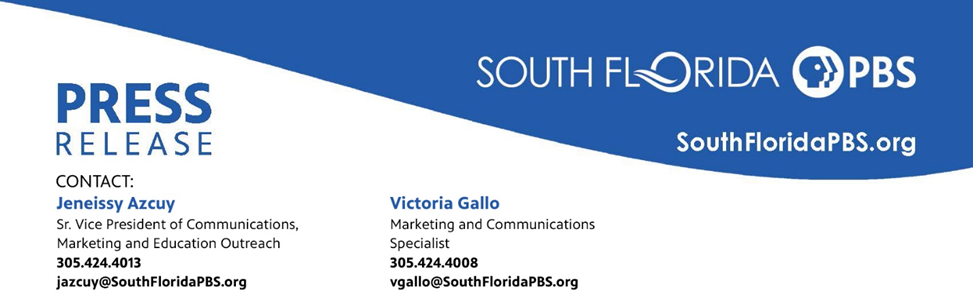 SOUTH FLORIDA PBS
SouthFloridaPBS.org
PRESS
RELEASE
CONTACT:
Jeneissy Azcuy
Sr. Vice President of Communications,
Marketing and Education Outreach
305.424.4013
jazcuy@SouthFloridaPBS.org
Victoria Gallo
Marketing and Communications
Specialist
305.424.4008
vgallo@SouthFloridaPBS.org